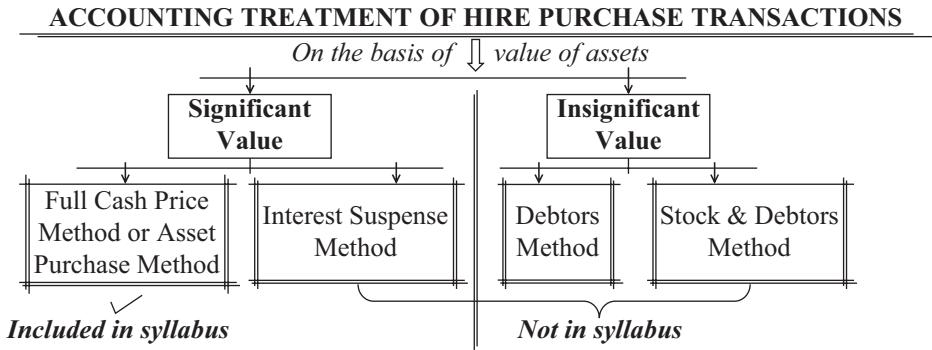 ACCOUNTING TREATMENT OF HIRE PURCHASE TRANSACTIONS
On the basis of value of assets
Significant
Value
Insignificant
Value
Full Cash Price
Method or Asset
Purchase Method
Interest Suspense
Method
Debtors
Method
Stock & Debtors
Method
Included in syllabus
Not in syllabus